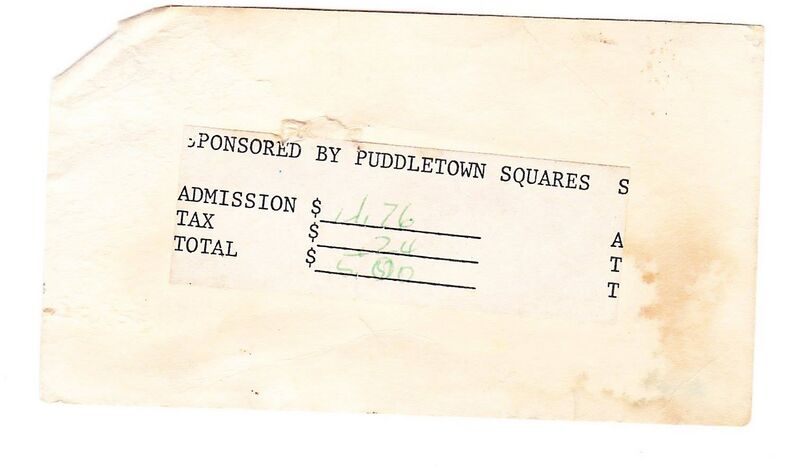 SPONSORED BY PUDDLETOWN SQUARES S
ADMISSION $ 4.76
A
TAX $ .24
T
TOTAL $ 5.00
T